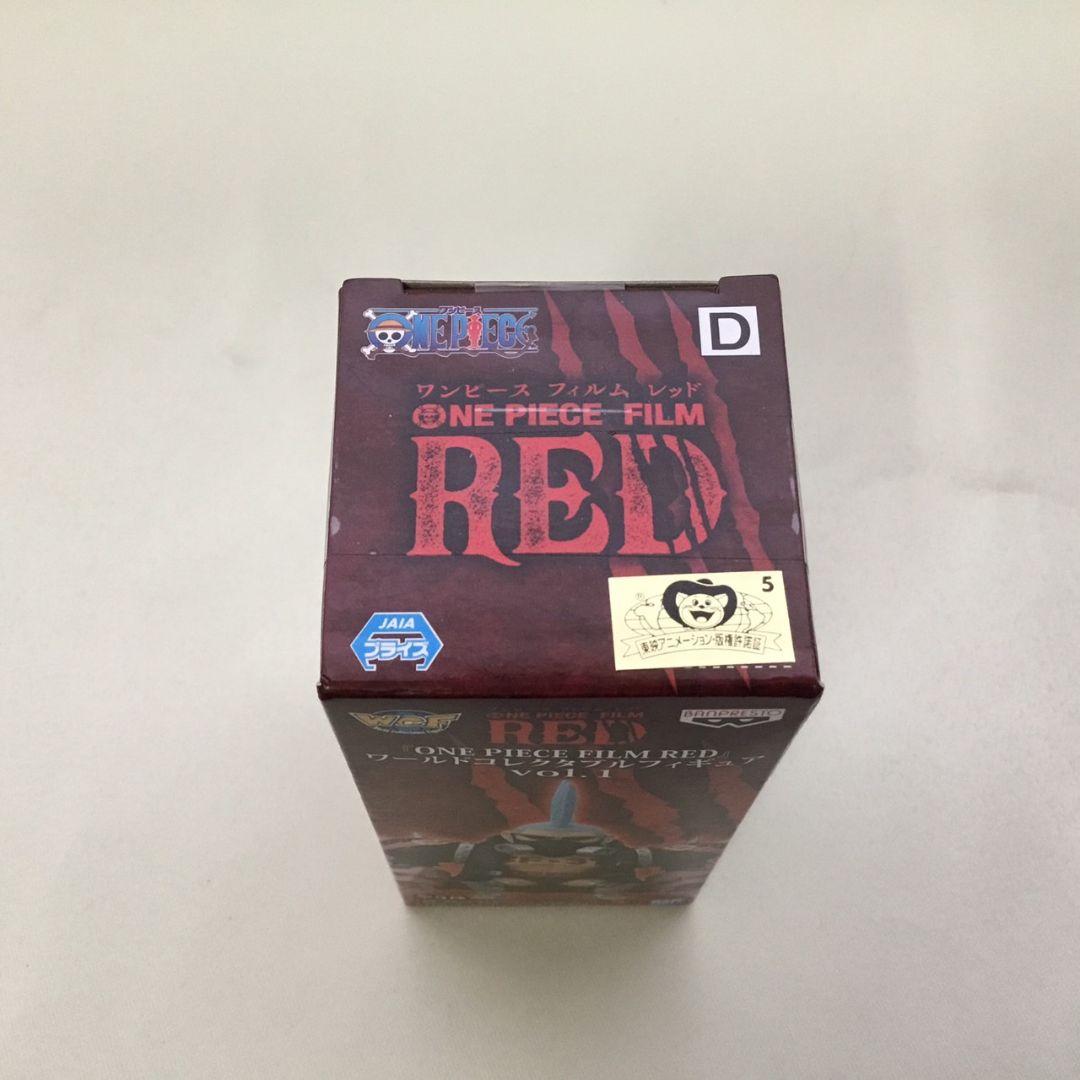 ワンピース
ONE PIECE
D
ワンピース フィルム レッド
ONE PIECE FILM
RED
JAIA
プライズ
5
®
東映アニメーション・版権許諾証
WCF
ONE PIECE FILM
RED
BANPRESTO
『ONE PIECE FILM RED』
ワールドコレクタブルフィギュア
vol.1